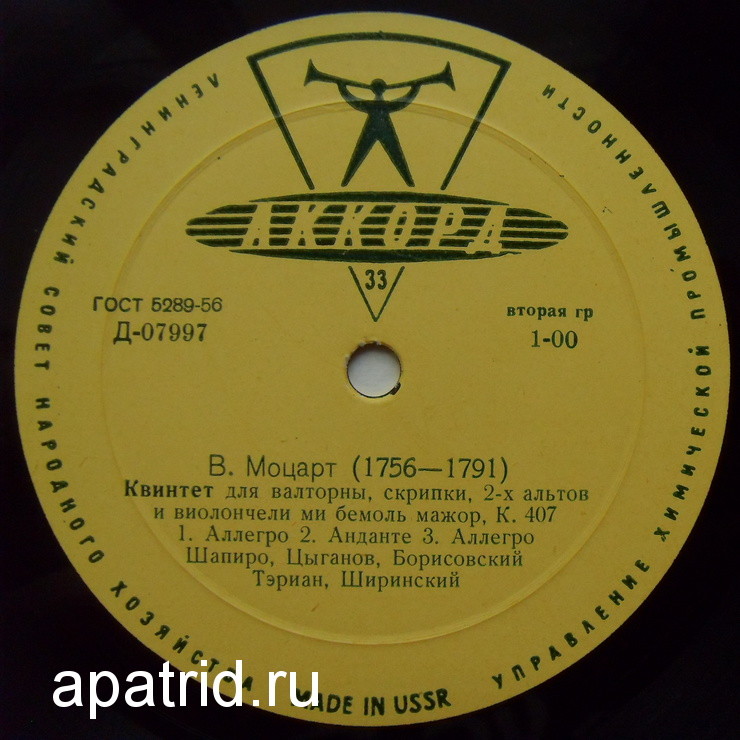 ЛЕНИНГРАДСКИЙ СОВЕТ НАРОДНОГО ХОЗЯЙСТВА
УПРАВЛЕНИЕ ХИМИЧЕСКОЙ ПРОМЫШЛЕННОСТИ
АККОРД
33
ГОСТ 5289-56
Д-07997
вторая гр
1-00
В. Моцарт (1756—1791)
Квинтет для валторны, скрипки, 2-х альтов
и виолончели ми бемоль мажор, К. 407
1. Аллегро 2. Анданте 3. Аллегро
Шапиро, Цыганов, Борисовский
Тэриан, Ширинский
MADE IN USSR
apatrid.ru